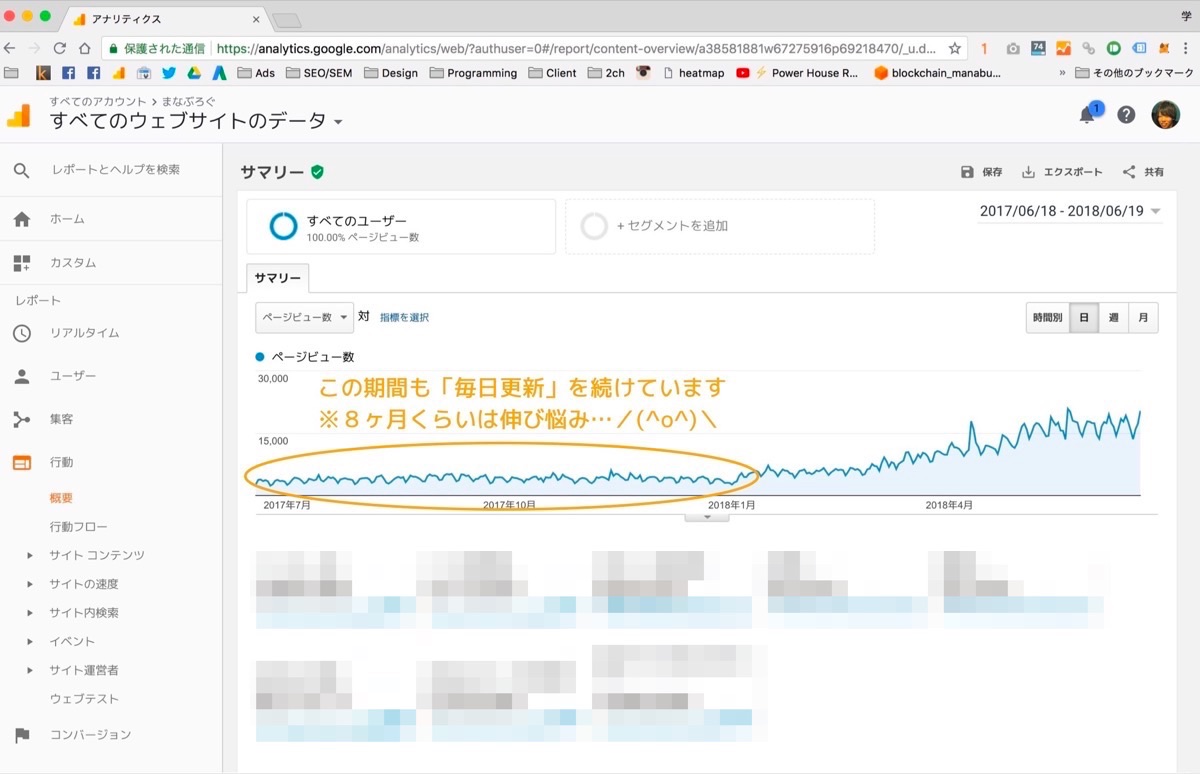 アナリティクス
学
保護された通信 https://analytics.google.com/analytics/web/?authuser=0#/report/content-overview/a38581881w67275916p69218470/_u.d...
1 74
Ads SEO/SEM Design Programming Client 2ch heatmap Power House R... blockchain_manabu... » その他のブックマーク
すべてのアカウント > まなぶろぐ
すべてのウェブサイトのデータ
1
レポートとヘルプを検索
ホーム
カスタム
レポート
リアルタイム
ユーザー
集客
行動
概要
行動フロー
サイト コンテンツ
サイトの速度
サイト内検索
イベント
サイト運営者
ウェブテスト
コンバージョン
サマリー
保存 エクスポート 共有
すべてのユーザー
100.00% ページビュー数
+ セグメントを追加
2017/06/18 - 2018/06/19
サマリー
ページビュー数 対 指標を選択
時間別 日 週 月
ページビュー数
30,000
この期間も「毎日更新」を続けています
※８ヶ月くらいは伸び悩み…／(^o^)＼
15,000
2017年7月 2017年10月 2018年1月 2018年4月